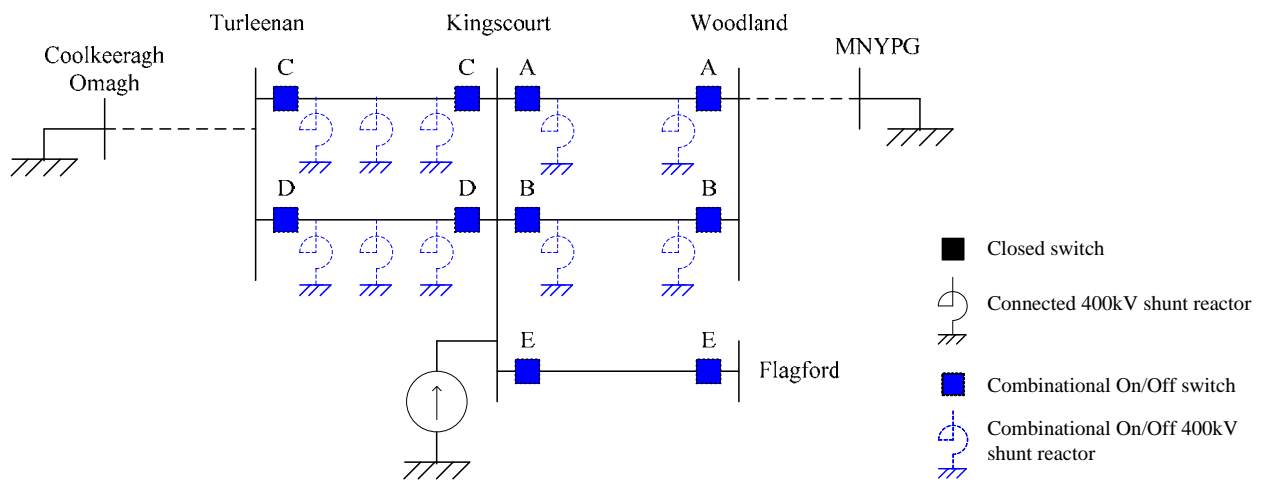 Turleenan
Kingscourt
Woodland
Coolkeeragh
Omagh
MNYPG
C
C
A
A
D
D
B
B
E
E
Flagford
Closed switch
Connected 400kV shunt reactor
Combinational On/Off switch
Combinational On/Off 400kV
shunt reactor